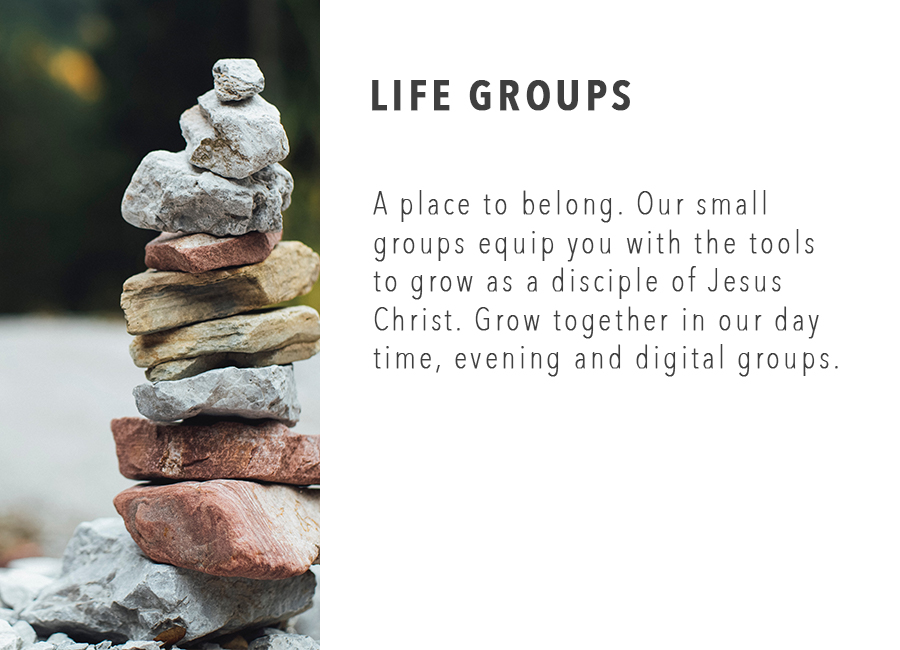 LIFE GROUPS
A place to belong. Our small
groups equip you with the tools
to grow as a disciple of Jesus
Christ. Grow together in our day
time, evening and digital groups.